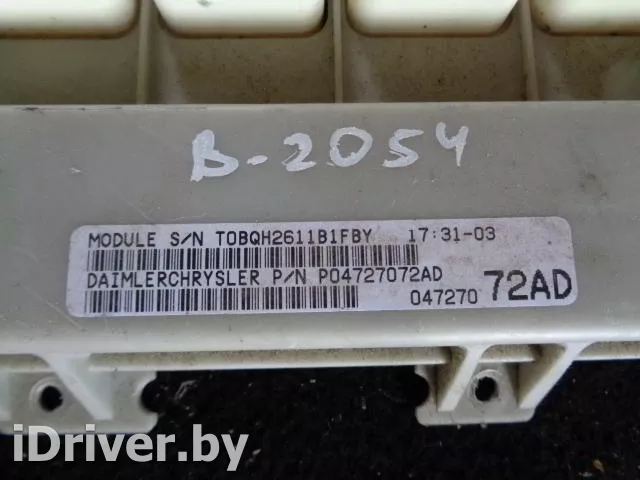 B-2054
MODULE S/N T0BQH2611B1FBY 17:31-03
DAIMLERCHRYSLER P/N P04727072AD
047270 72AD
iDriver.by